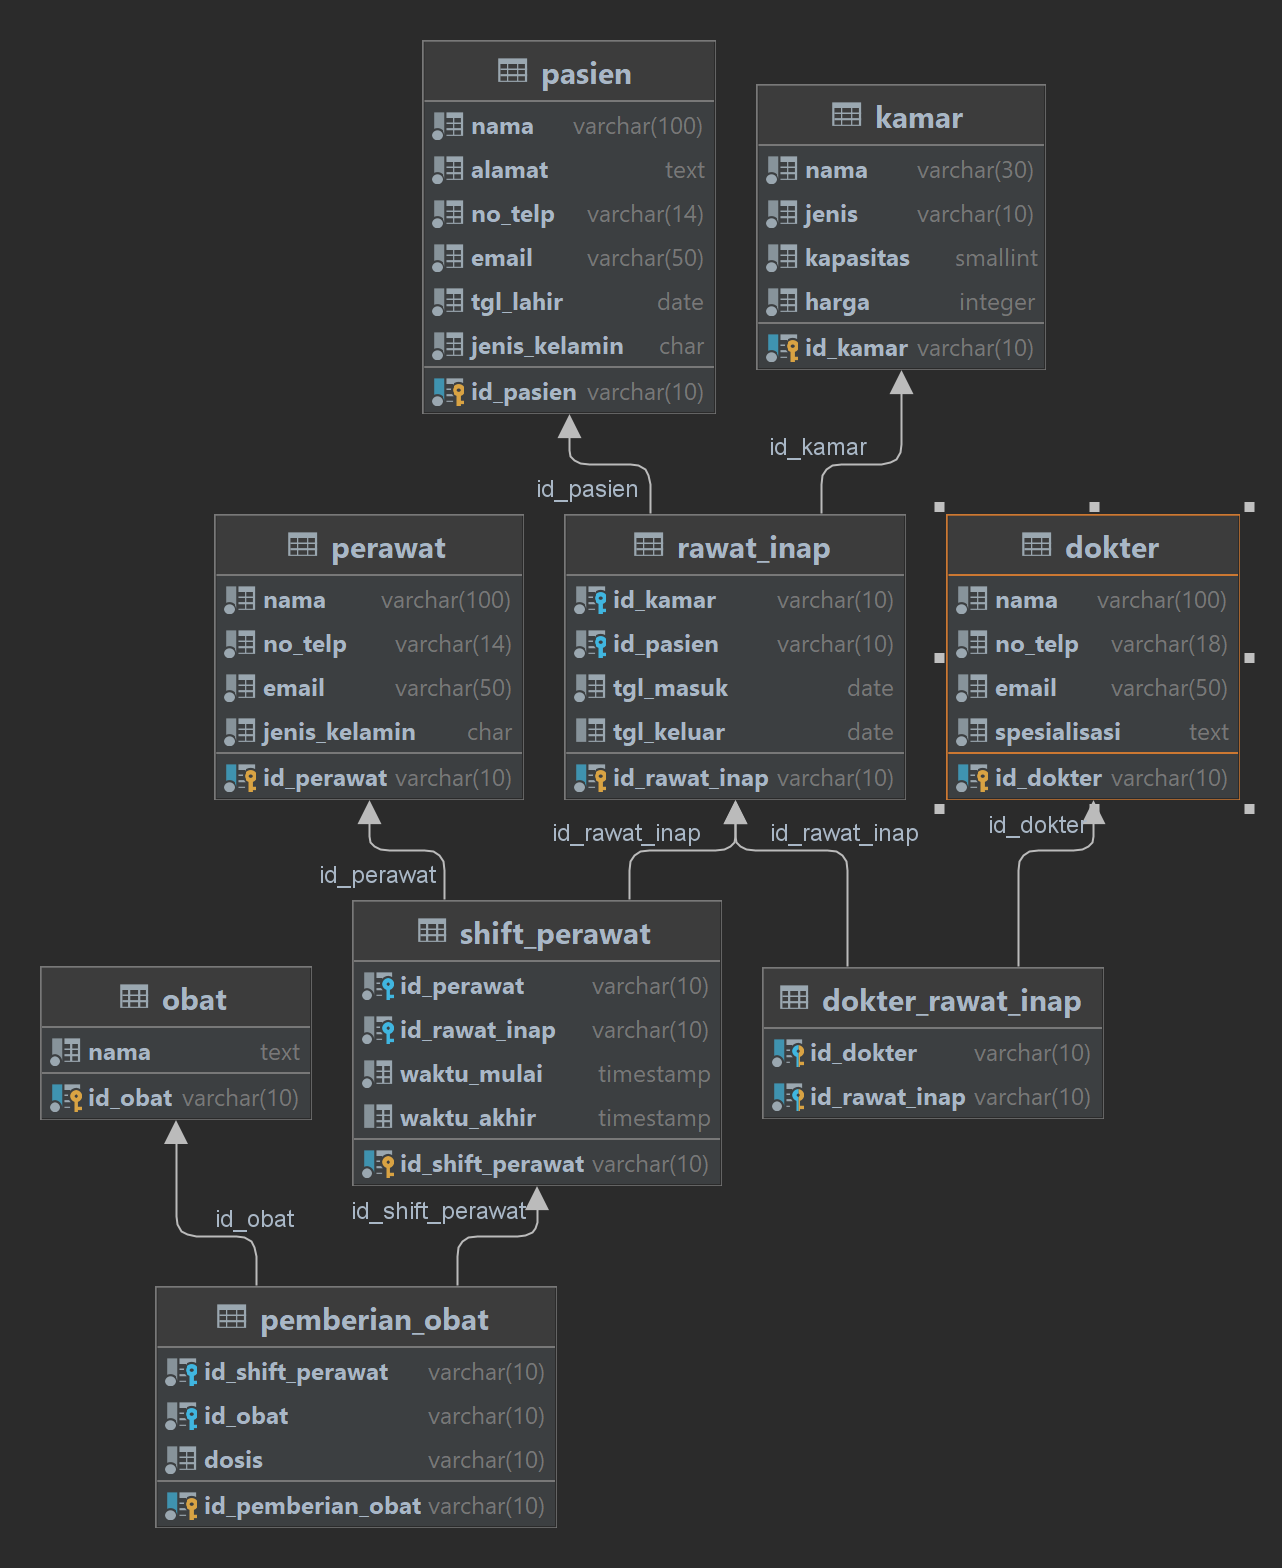 pasien
nama varchar(100)
alamat text
no_telp varchar(14)
email varchar(50)
tgl_lahir date
jenis_kelamin char
id_pasien varchar(10)
kamar
nama varchar(30)
jenis varchar(10)
kapasitas smallint
harga integer
id_kamar varchar(10)
id_pasien
id_kamar
perawat
nama varchar(100)
no_telp varchar(14)
email varchar(50)
jenis_kelamin char
id_perawat varchar(10)
rawat_inap
id_kamar varchar(10)
id_pasien varchar(10)
tgl_masuk date
tgl_keluar date
id_rawat_inap varchar(10)
dokter
nama varchar(100)
no_telp varchar(18)
email varchar(50)
spesialisasi text
id_dokter varchar(10)
id_perawat
id_rawat_inap
id_rawat_inap
id_dokter
obat
nama text
id_obat varchar(10)
shift_perawat
id_perawat varchar(10)
id_rawat_inap varchar(10)
waktu_mulai timestamp
waktu_akhir timestamp
id_shift_perawat varchar(10)
dokter_rawat_inap
id_dokter varchar(10)
id_rawat_inap varchar(10)
id_obat
id_shift_perawat
pemberian_obat
id_shift_perawat varchar(10)
id_obat varchar(10)
dosis varchar(10)
id_pemberian_obat varchar(10)